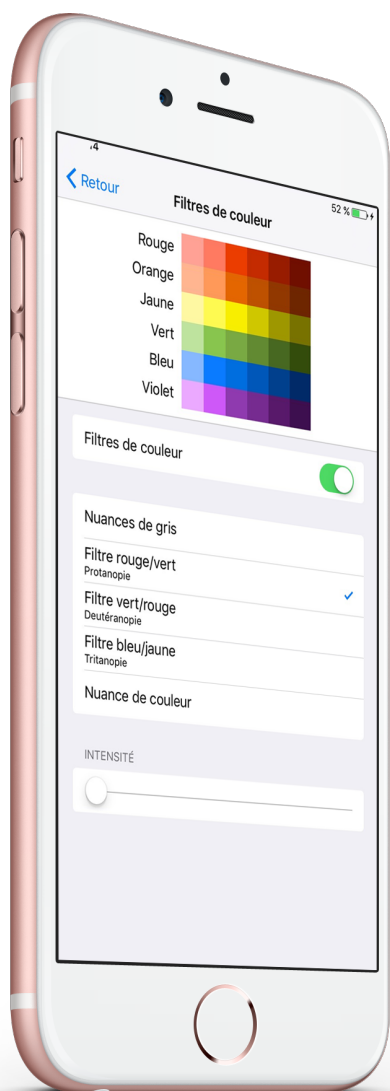 ,4
Retour
Filtres de couleur
52 %
Rouge
Orange
Jaune
Vert
Bleu
Violet
Filtres de couleur
Nuances de gris
Filtre rouge/vert
Protanopie
Filtre vert/rouge
Deutéranopie
Filtre bleu/jaune
Tritanopie
Nuance de couleur
INTENSITÉ